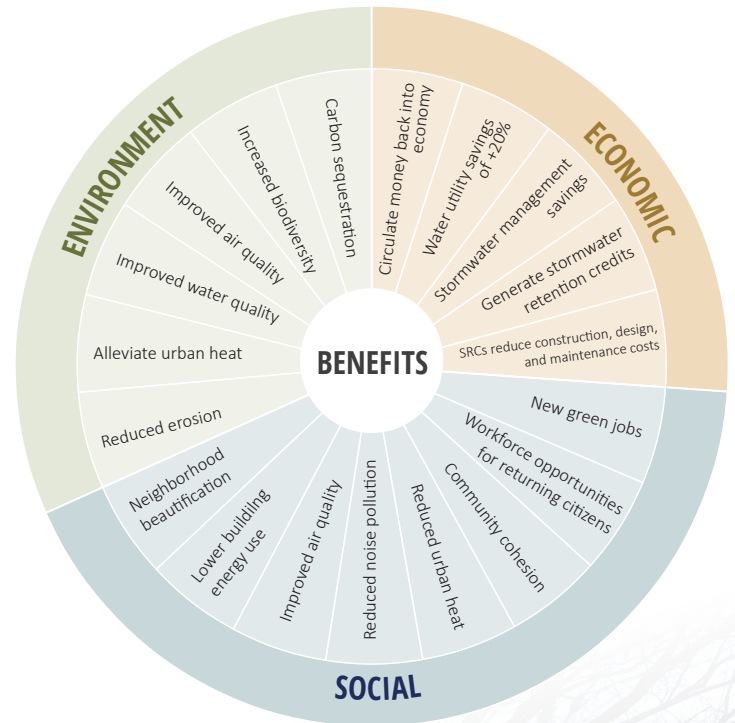 BENEFITS
ENVIRONMENT
Reduced erosion
Alleviate urban heat
Improved water quality
Improved air quality
Increased biodiversity
Carbon sequestration
ECONOMIC
Circulate money back into
economy
Water utility savings
of +20%
Stormwater management
savings
Generate stormwater
retention credits
SRCs reduce construction, design,
and maintenance costs
SOCIAL
New green jobs
Workforce opportunities
for returning citizens
Community cohesion
Reduced urban heat
Reduced noise pollution
Improved air quality
Lower buildiing
energy use
Neighborhood
beautification